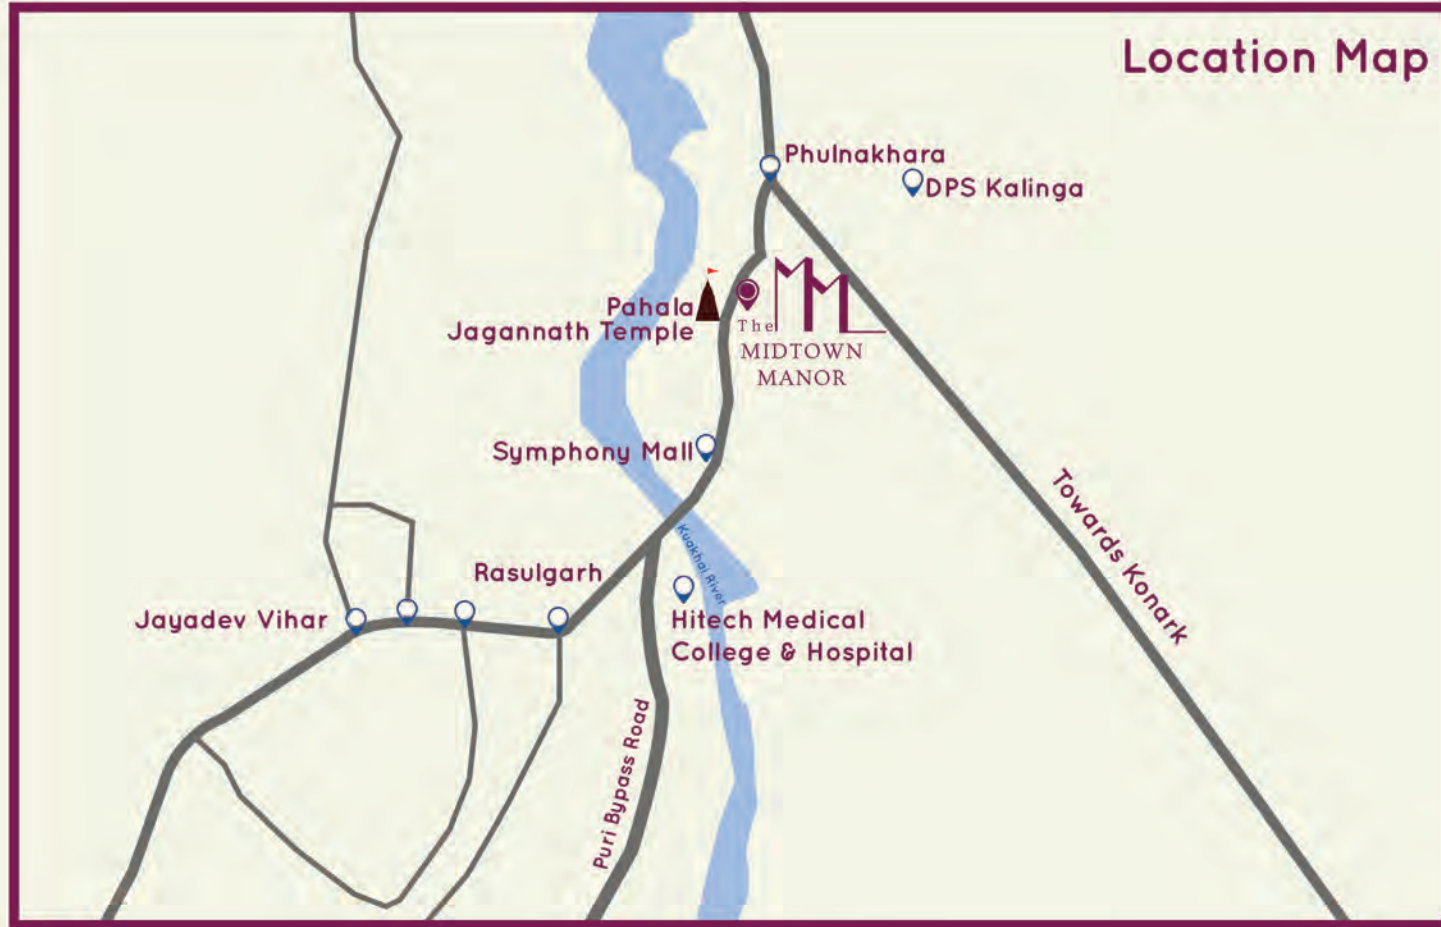 Location Map
Phulnakhara
DPS Kalinga
Pahala
Jagannath Temple
The
MIDTOWN
MANOR
Symphony Mall
Towards Konark
Kuakhai River
Rasulgarh
Jayadev Vihar
Hitech Medical
College & Hospital
Puri Bypass Road